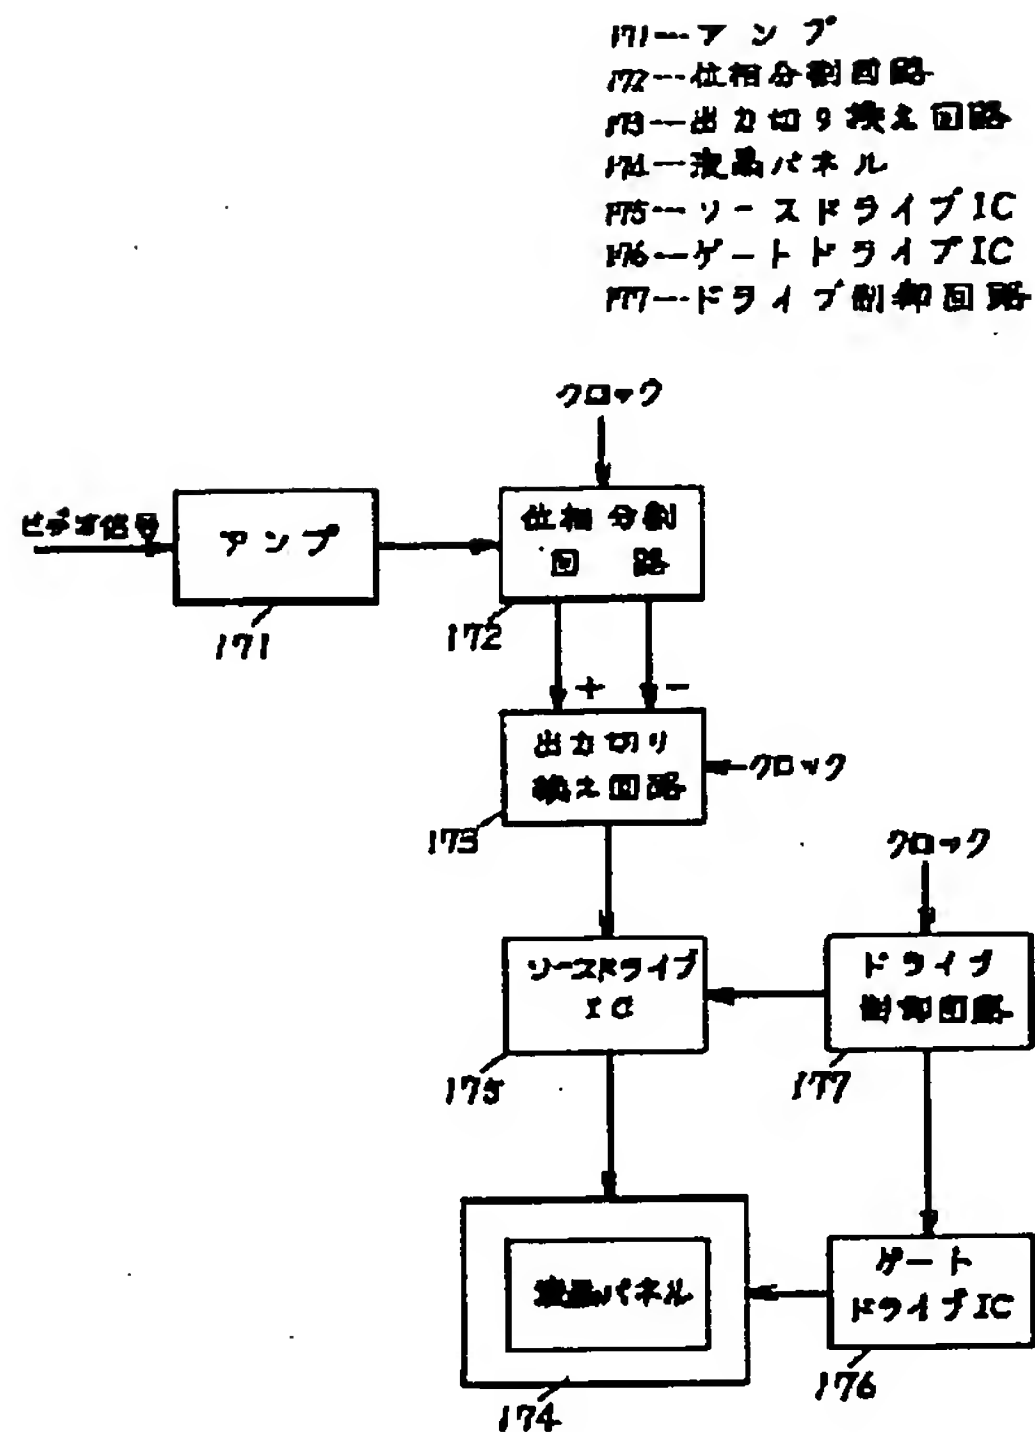 171---アンプ
172---位相分割回路
173---出力切り換え回路
174---液晶パネル
175---ソースドライブIC
176---ゲートドライブIC
177---ドライブ制御回路
クロック
ビデオ信号
アンプ
171
位相分割
回路
172
+ -
出力切り
換え回路
173
クロック
クロック
ソースドライブ
IC
175
ドライブ
制御回路
177
液晶パネル
174
ゲート
ドライブIC
176